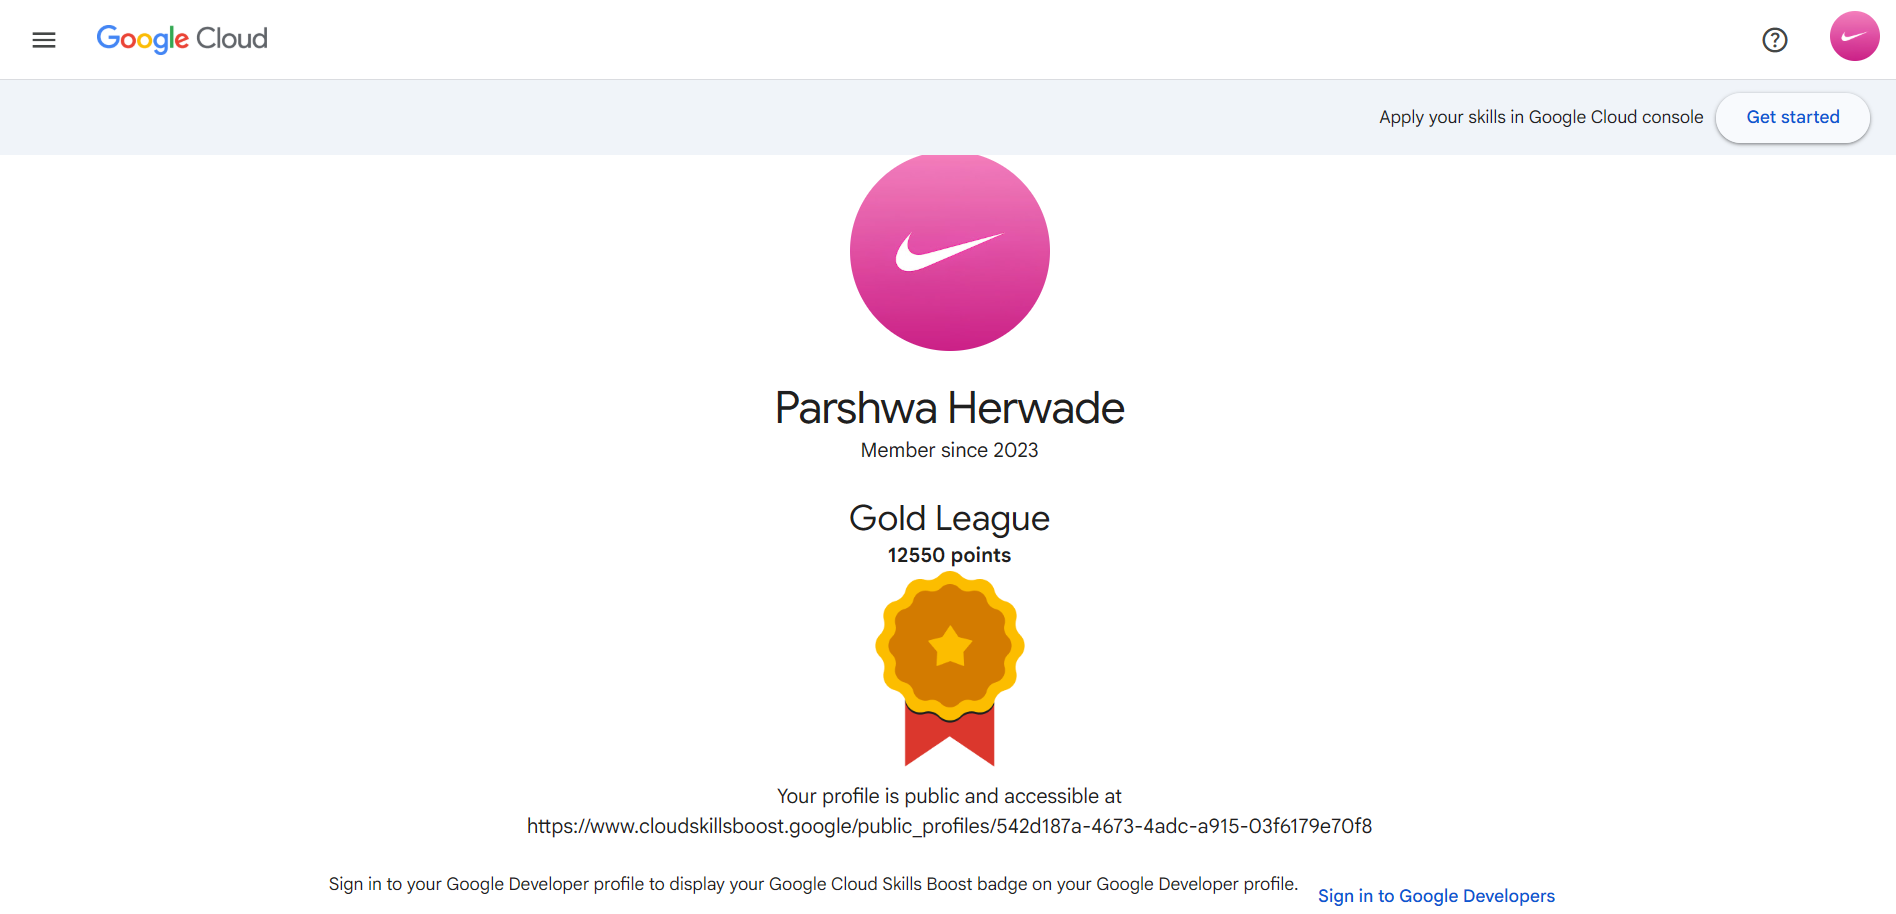 Google Cloud
Apply your skills in Google Cloud console
Get started
Parshwa Herwade
Member since 2023
Gold League
12550 points
Your profile is public and accessible at
https://www.cloudskillsboost.google/public_profiles/542d187a-4673-4adc-a915-03f6179e70f8
Sign in to your Google Developer profile to display your Google Cloud Skills Boost badge on your Google Developer profile.
Sign in to Google Developers